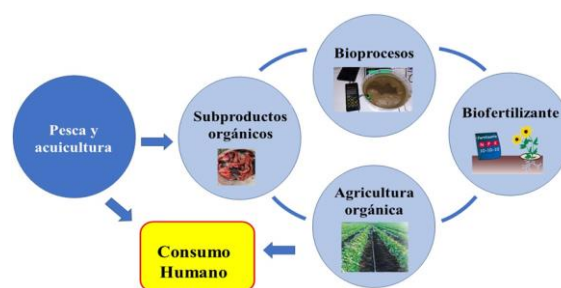 Bioprocesos
Subproductos
orgánicos
Biofertilizante
Pesca y
acuicultura
Agricultura
orgánica
Consumo
Humano